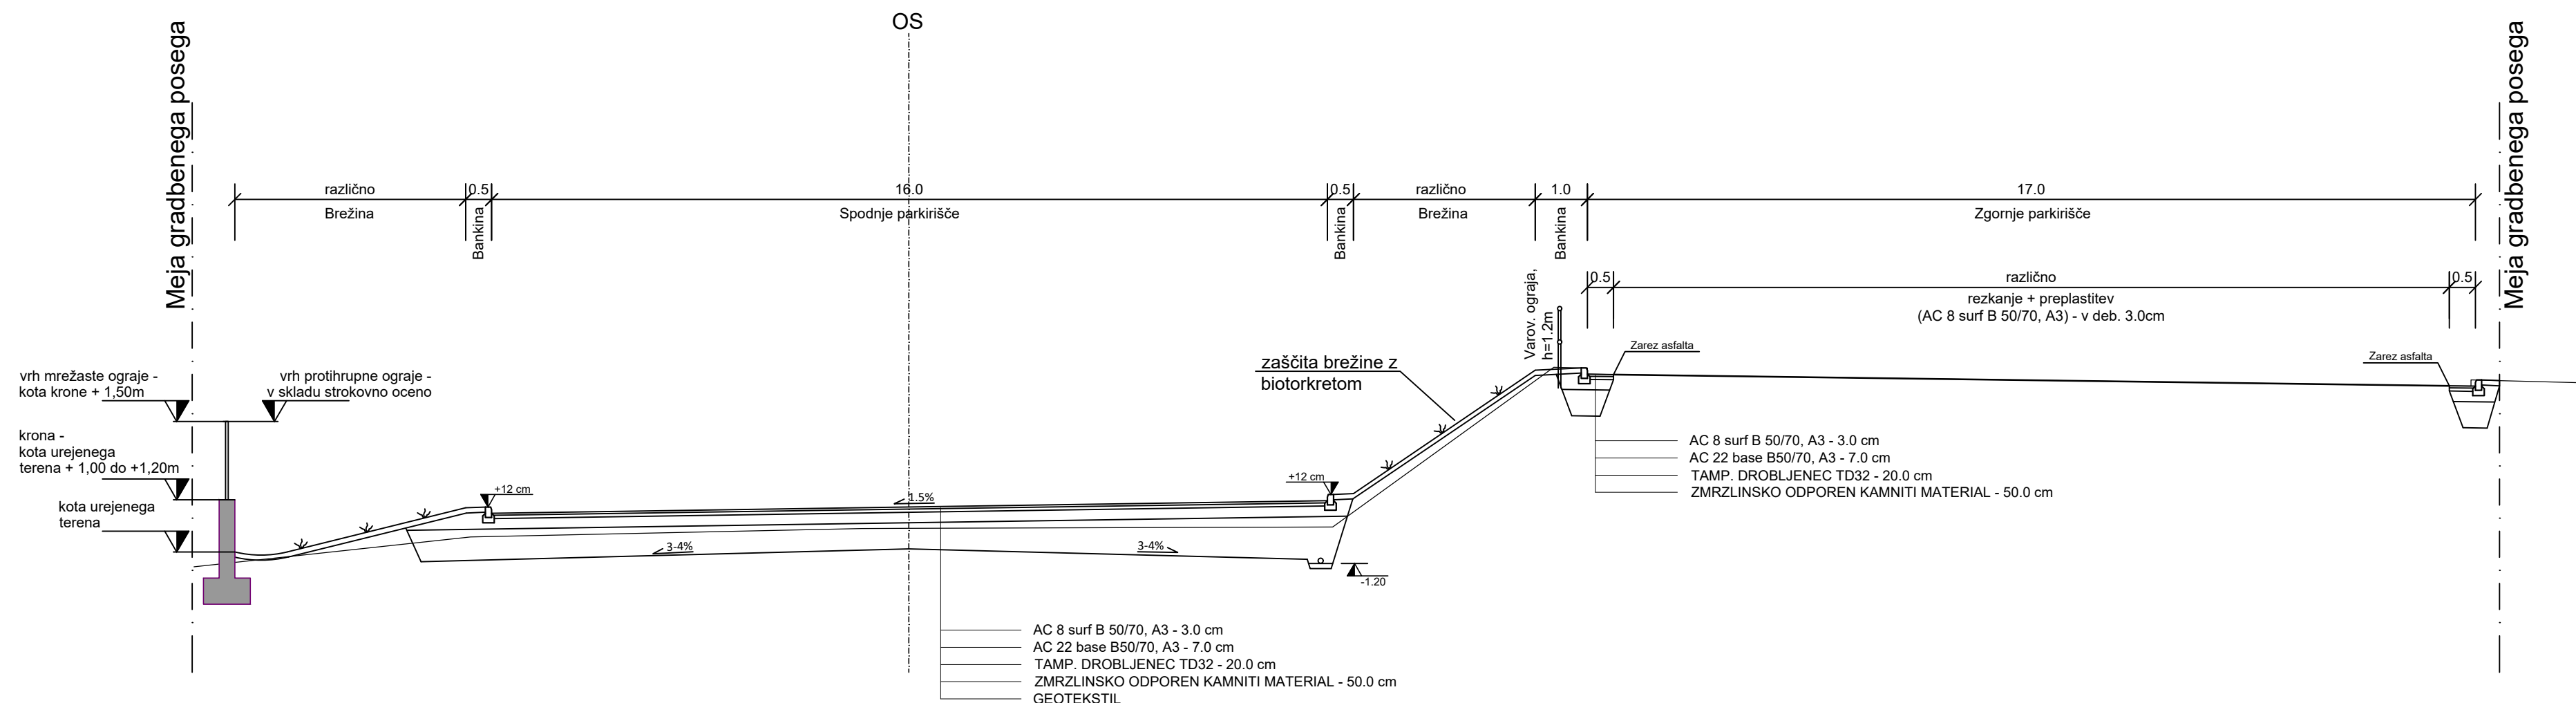 OS
Meja gradbenega posega
Meja gradbenega posega
različno
0.5
16.0
0.5
različno
1.0
17.0
Brežina
Bankina
Spodnje parkirišče
Bankina
Brežina
Bankina
Zgornje parkirišče
Varov. ograja,
h=1.2m
0.5
različno
0.5
rezkanje + preplastitev
(AC 8 surf B 50/70, A3) - v deb. 3.0cm
Zarez asfalta
Zarez asfalta
zaščita brežine z
biotorkretom
vrh mrežaste ograje -
kota krone + 1,50m
vrh protihrupne ograje -
v skladu strokovno oceno
krona -
kota urejenega
terena + 1,00 do +1,20m
kota urejenega
terena
+12 cm
1.5%
+12 cm
3-4%
3-4%
-1.20
AC 8 surf B 50/70, A3 - 3.0 cm
AC 22 base B50/70, A3 - 7.0 cm
TAMP. DROBLJENEC TD32 - 20.0 cm
ZMRZLINSKO ODPOREN KAMNITI MATERIAL - 50.0 cm
AC 8 surf B 50/70, A3 - 3.0 cm
AC 22 base B50/70, A3 - 7.0 cm
TAMP. DROBLJENEC TD32 - 20.0 cm
ZMRZLINSKO ODPOREN KAMNITI MATERIAL - 50.0 cm
GEOTEKSTIL